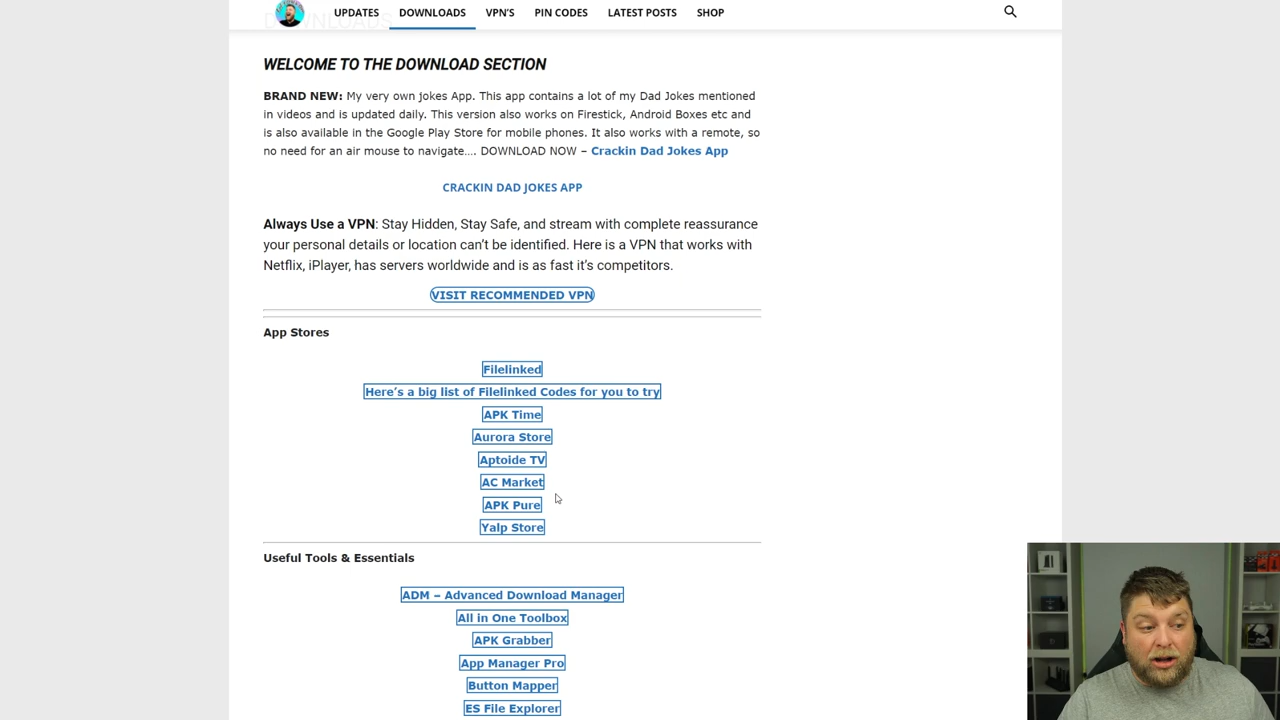 UPDATES DOWNLOADS VPN'S PIN CODES LATEST POSTS SHOP
DOWNLOADS
WELCOME TO THE DOWNLOAD SECTION
BRAND NEW: My very own jokes App. This app contains a lot of my Dad Jokes mentioned
in videos and is updated daily. This version also works on Firestick, Android Boxes etc and
is also available in the Google Play Store for mobile phones. It also works with a remote, so
no need for an air mouse to navigate…. DOWNLOAD NOW – Crackin Dad Jokes App
CRACKIN DAD JOKES APP
Always Use a VPN: Stay Hidden, Stay Safe, and stream with complete reassurance
your personal details or location can't be identified. Here is a VPN that works with
Netflix, iPlayer, has servers worldwide and is as fast it's competitors.
VISIT RECOMMENDED VPN
App Stores
Filelinked
Here's a big list of Filelinked Codes for you to try
APK Time
Aurora Store
Aptoide TV
AC Market
APK Pure
Yalp Store
Useful Tools & Essentials
ADM – Advanced Download Manager
All in One Toolbox
APK Grabber
App Manager Pro
Button Mapper
ES File Explorer